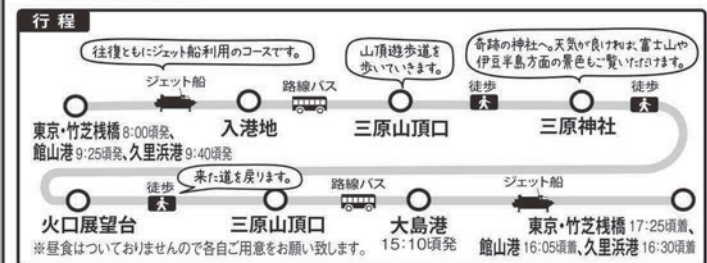 行程
往復ともにジェット船利用のコースです。
山頂遊歩道を
歩いていきます。
奇跡の神社へ。天気が良ければ、富士山や
伊豆半島方面の景色もご覧いただけます。
ジェット船
路線バス
徒歩
徒歩
東京・竹芝桟橋 8:00頃発、
館山港 9:25頃発、久里浜港 9:40頃発
入港地
三原山頂口
三原神社
徒歩
来た道を戻ります。
路線バス
ジェット船
火口展望台
三原山頂口
大島港
15:10頃発
東京・竹芝桟橋 17:25頃着、
館山港 16:05頃着、久里浜港 16:30頃着
※昼食はついておりませんので各自ご用意をお願い致します。